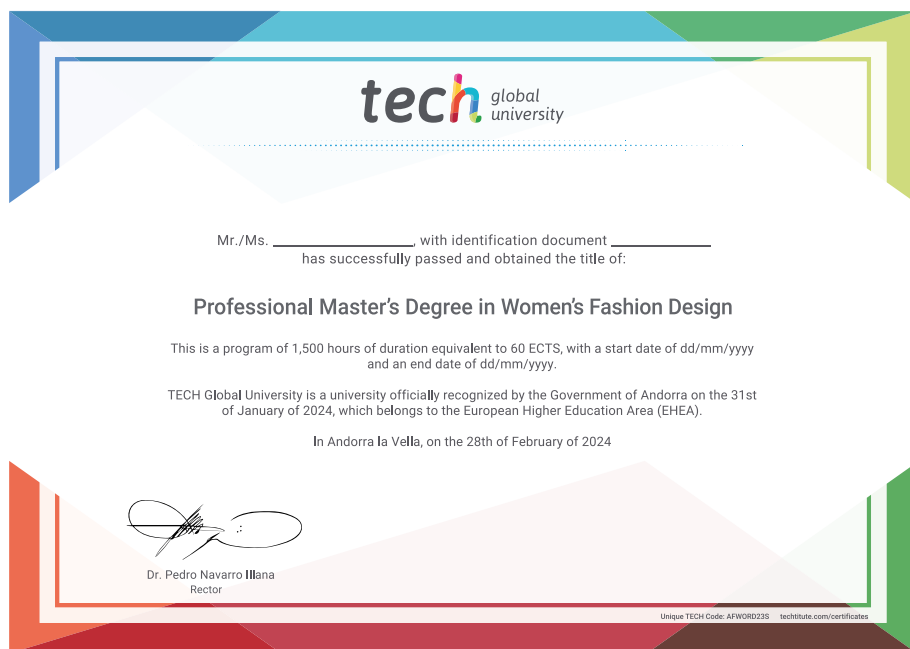 tech global university
Mr./Ms. ____________________, with identification document ______________
has successfully passed and obtained the title of:
Professional Master's Degree in Women's Fashion Design
This is a program of 1,500 hours of duration equivalent to 60 ECTS, with a start date of dd/mm/yyyy
and an end date of dd/mm/yyyy.
TECH Global University is a university officially recognized by the Government of Andorra on the 31st
of January of 2024, which belongs to the European Higher Education Area (EHEA).
In Andorra la Vella, on the 28th of February of 2024
Dr. Pedro Navarro Illana
Rector
Unique TECH Code: AFWORD23S techtitute.com/certificates